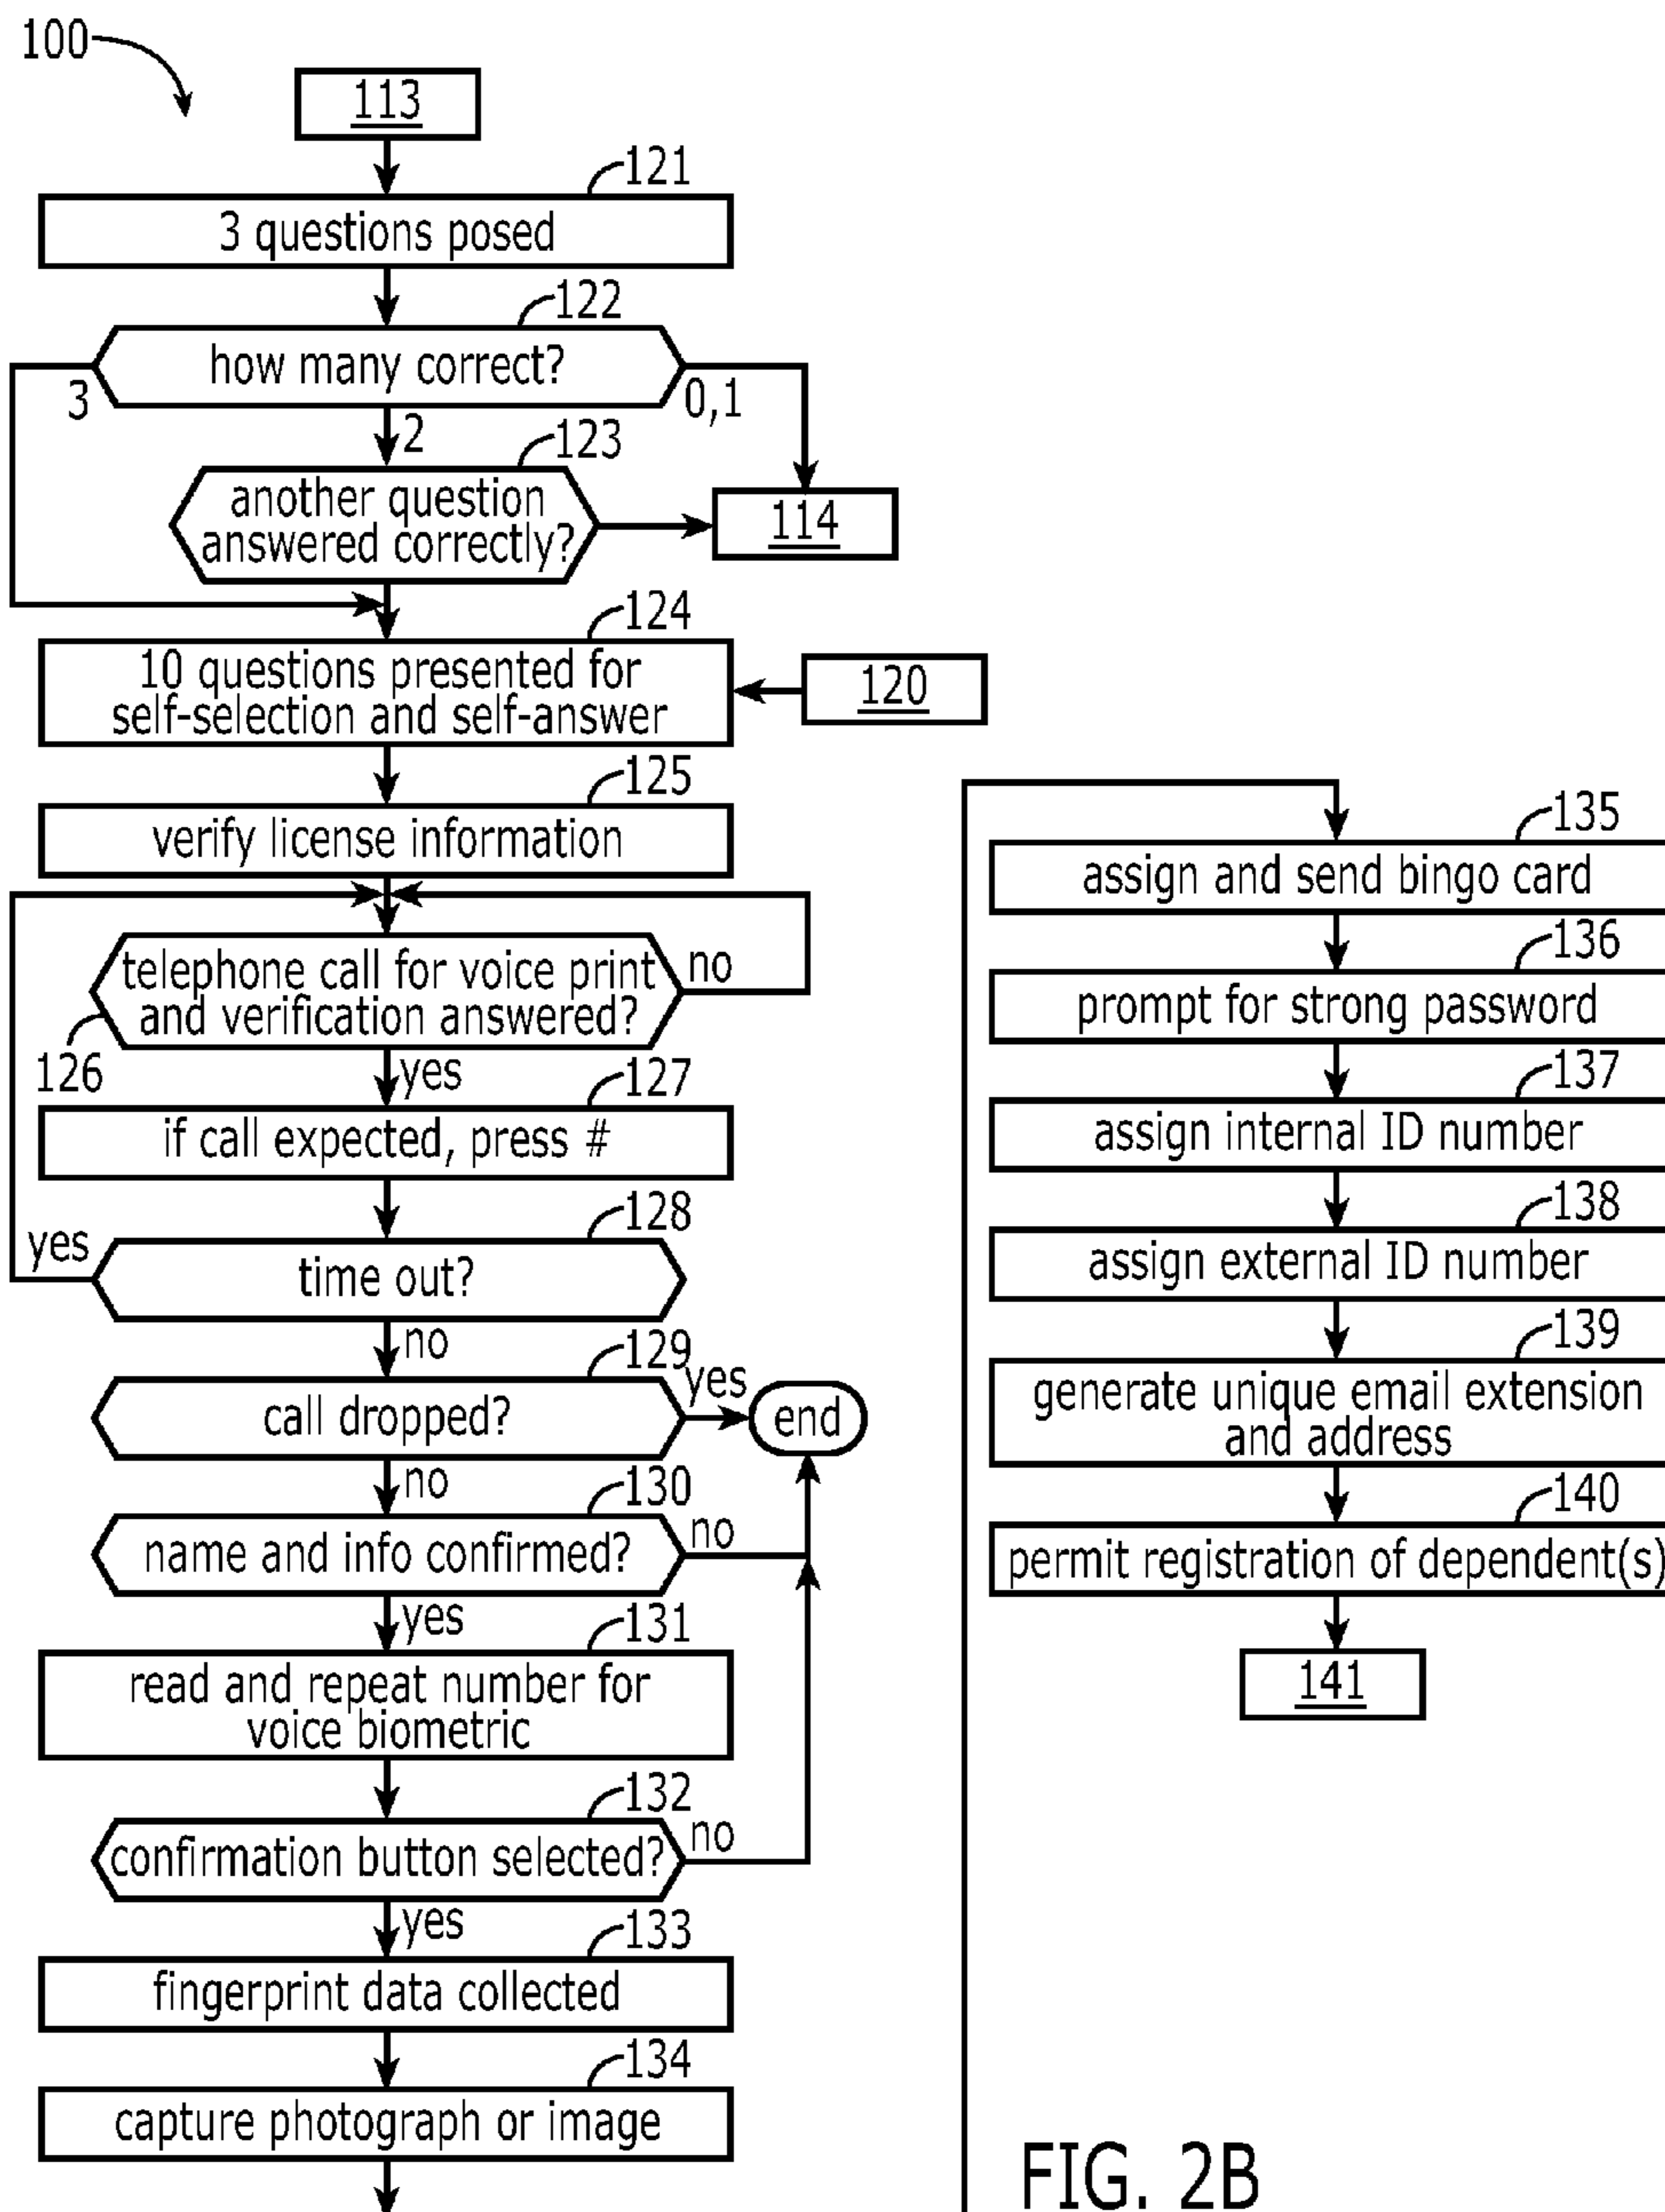 100
113
121
3 questions posed
122
how many correct?
3
0,1
2
123
another question
answered correctly?
114
124
10 questions presented for
self-selection and self-answer
120
125
verify license information
telephone call for voice print
and verification answered?
no
126
yes
127
if call expected, press #
128
yes
time out?
no
129
yes
call dropped?
end
no
130
name and info confirmed?
no
yes
131
read and repeat number for
voice biometric
132
confirmation button selected?
no
yes
133
fingerprint data collected
134
capture photograph or image
135
assign and send bingo card
136
prompt for strong password
137
assign internal ID number
138
assign external ID number
139
generate unique email extension
and address
140
permit registration of dependent(s)
141
FIG. 2B